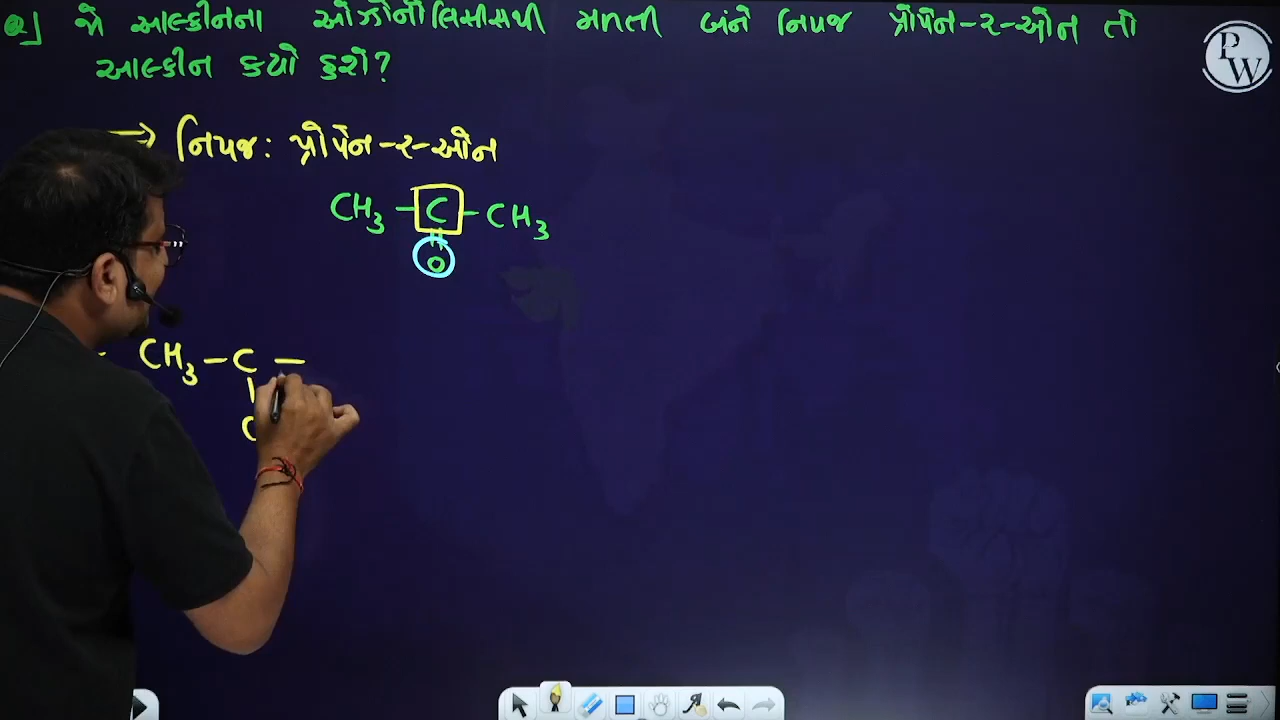 Q] જો આલ્કીનના ઓઝોનોલિસીસથી મળતી બંને નિપજ પ્રોપેન-૨-ઓન તો
આલ્કીન કયો હશે?
PW
→ નિપજ: પ્રોપેન-૨-ઓન
CH3 - C - CH3
O
CH3 - C -
C